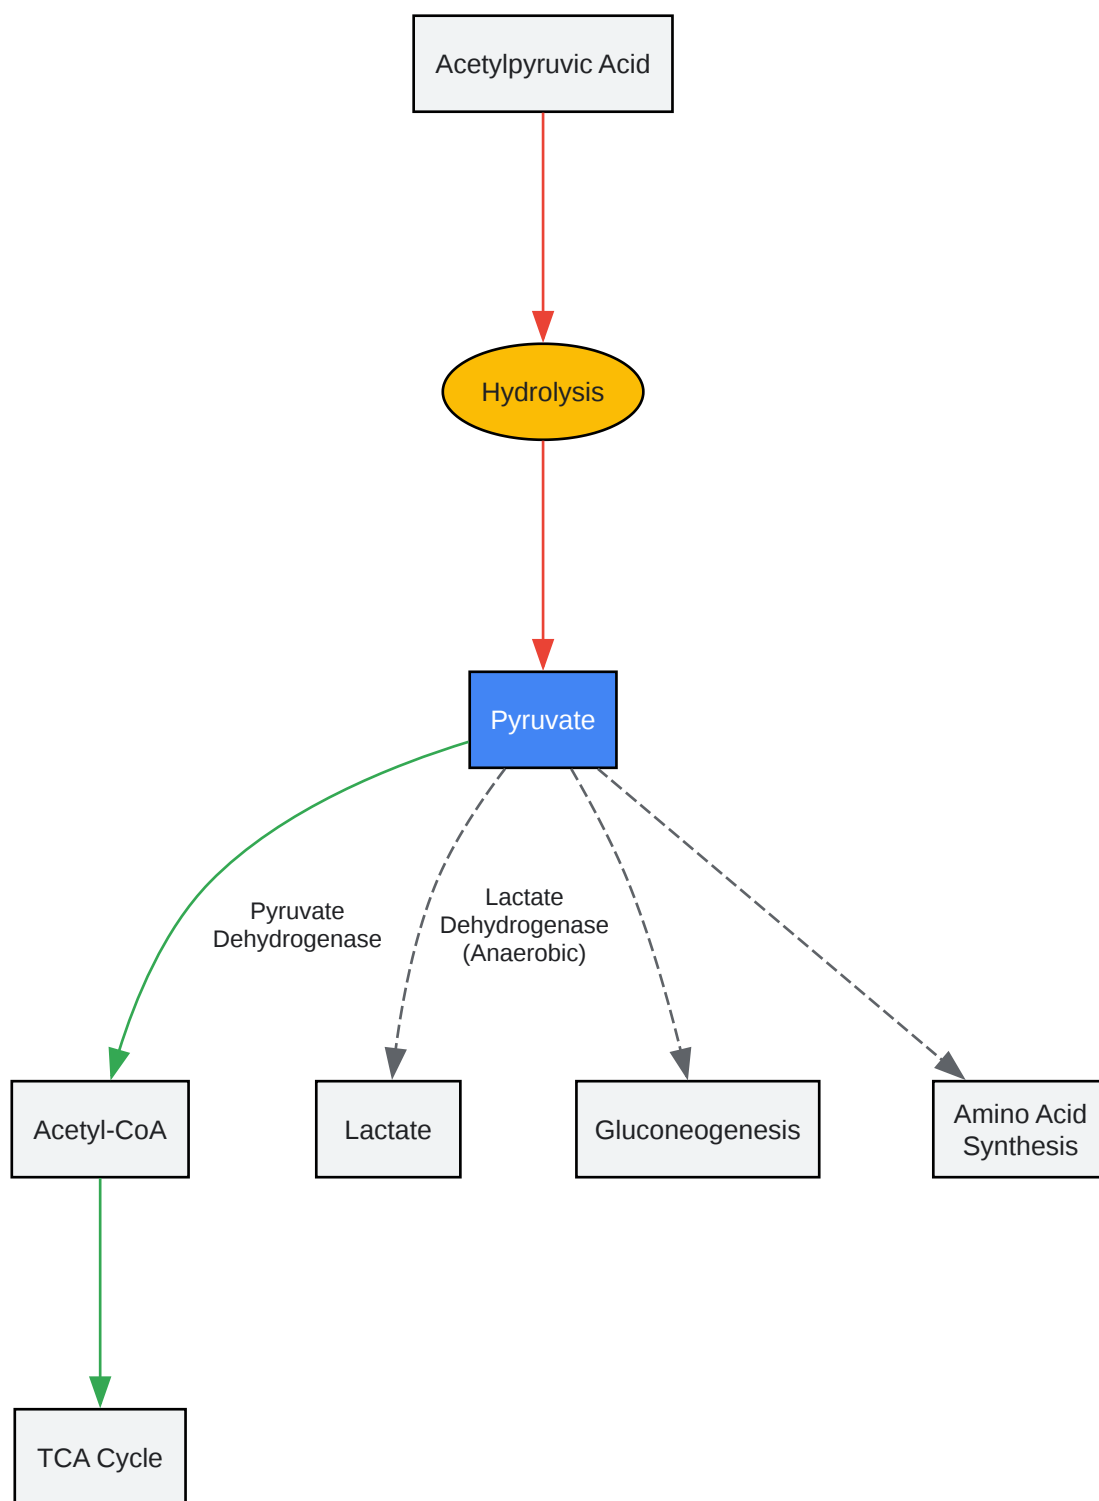 Acetylpyruvic Acid
Hydrolysis
Pyruvate
Pyruvate
Dehydrogenase
Lactate
Dehydrogenase
(Anaerobic)
Acetyl-CoA
Lactate
Gluconeogenesis
Amino Acid
Synthesis
TCA Cycle